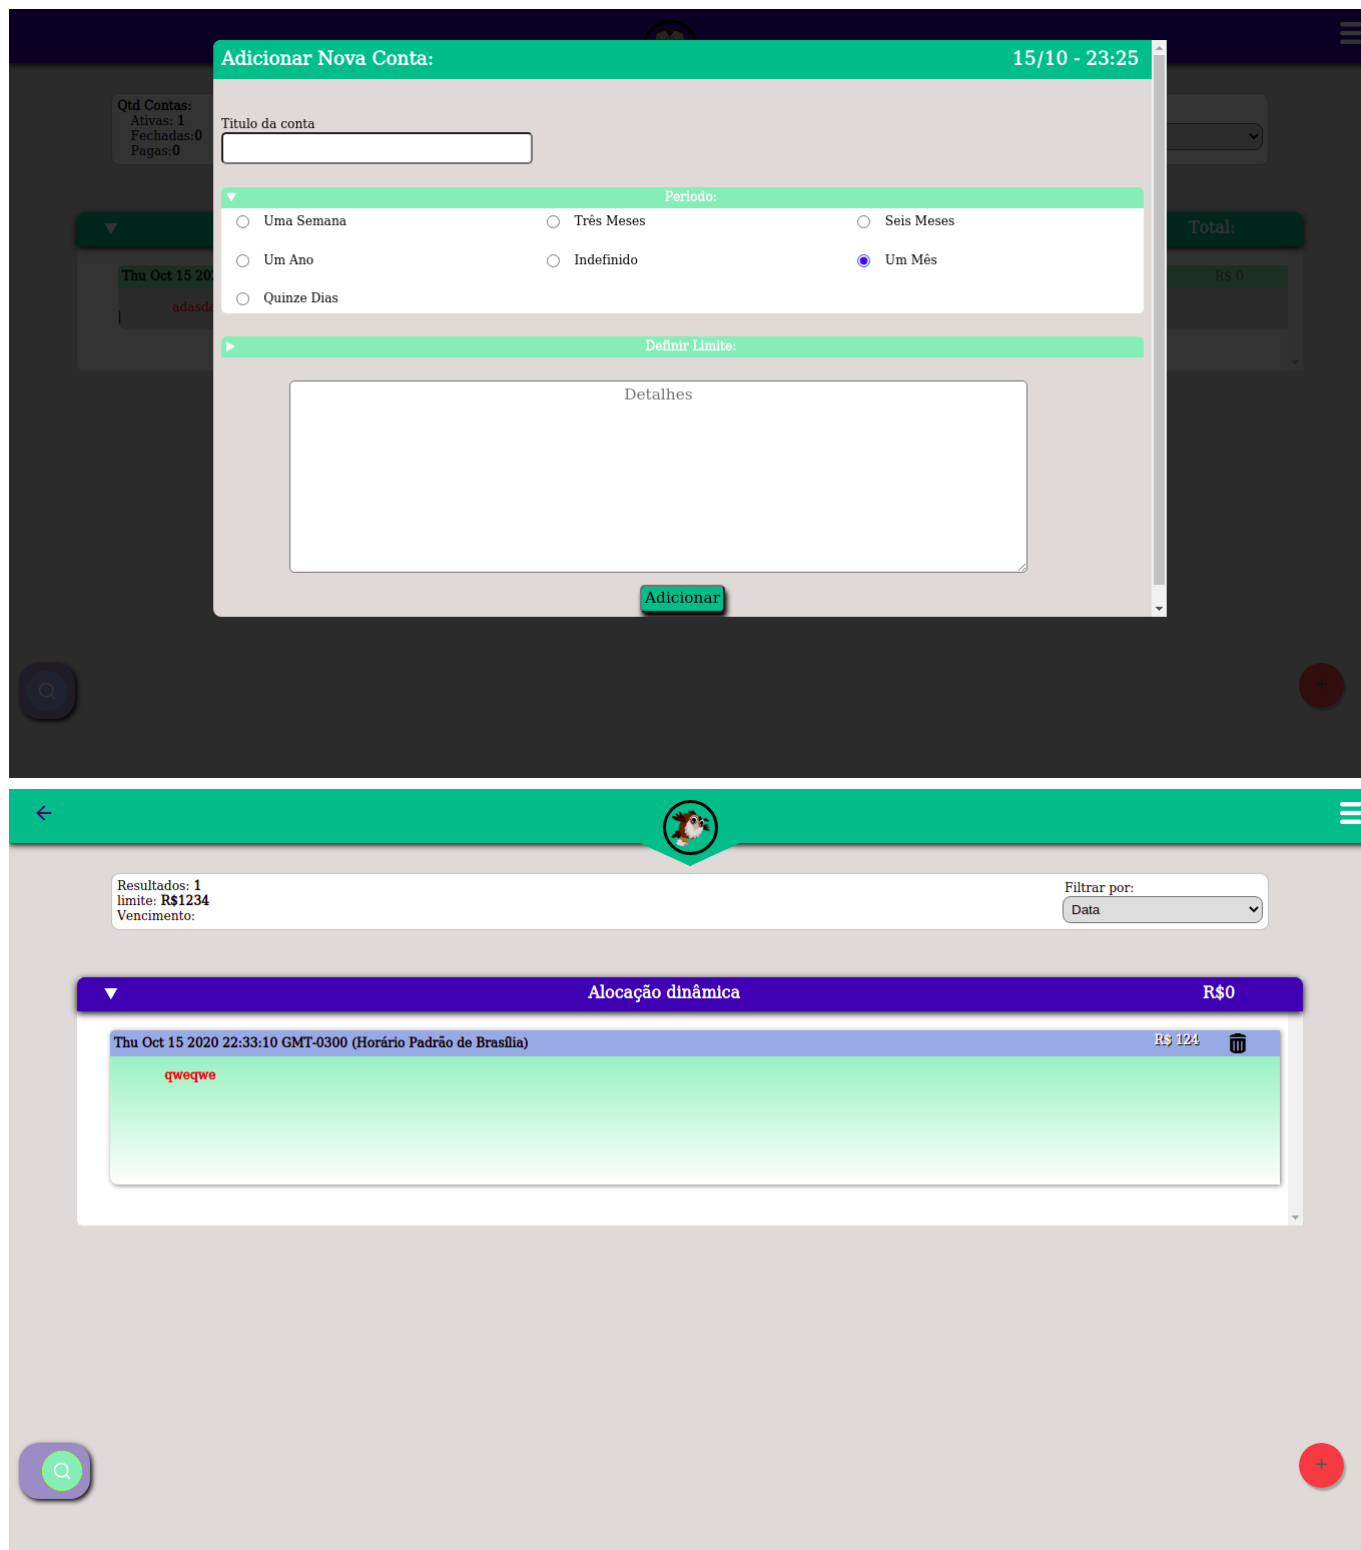 Adicionar Nova Conta: 15/10 - 23:25
Qtd Contas:
Ativas: 1
Fechadas:0
Pagas:0
Titulo da conta
Periodo:
Uma Semana Três Meses Seis Meses
Um Ano Indefinido Um Mês
Quinze Dias
Total:
Thu Oct 15 20
R$ 0
adasda
Definir Limite:
Detalhes
Adicionar
+
Resultados: 1
limite: R$1234
Vencimento:
Filtrar por:
Data
Alocação dinâmica R$0
Thu Oct 15 2020 22:33:10 GMT-0300 (Horário Padrão de Brasília) R$ 124
qweqwe
+